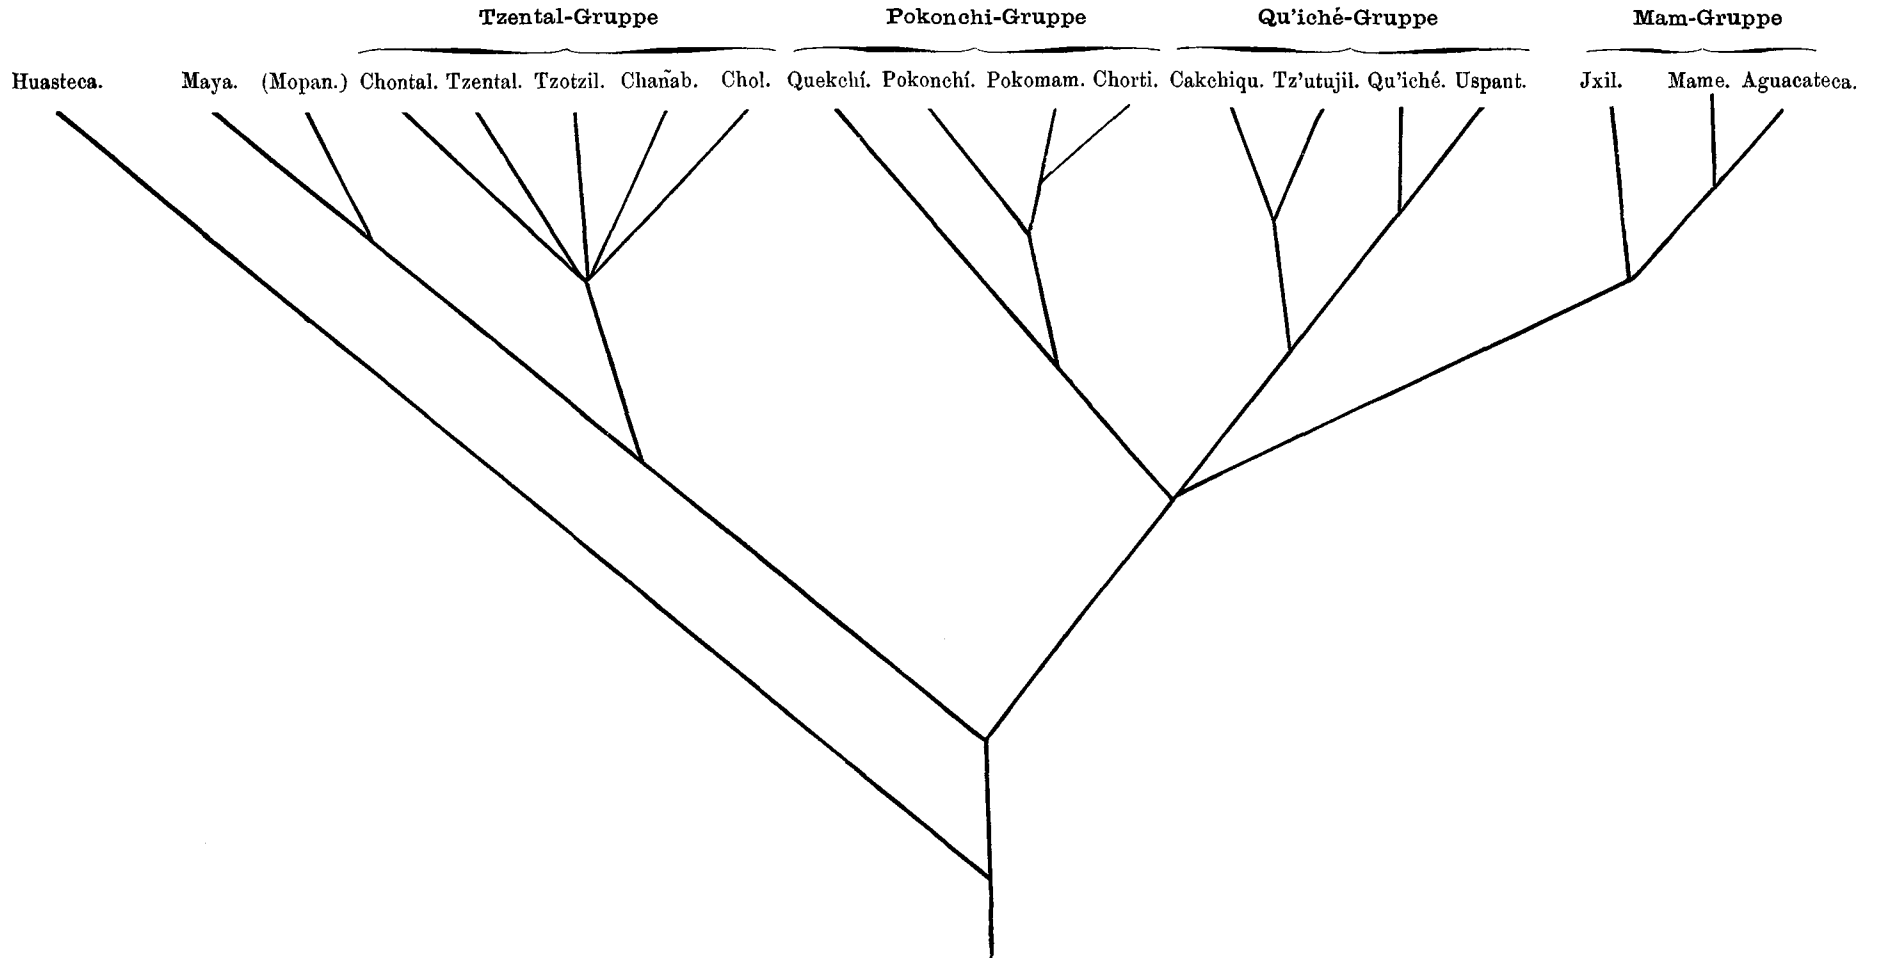 Tzental-Gruppe Pokonchi-Gruppe Qu'iché-Gruppe Mam-Gruppe
Huasteca. Maya. (Mopan.) Chontal. Tzental. Tzotzil. Chañab. Chol. Quekchí. Pokonchí. Pokomam. Chorti. Cakchiqu. Tz'utujil. Qu'iché. Uspant. Jxil. Mame. Aguacateca.